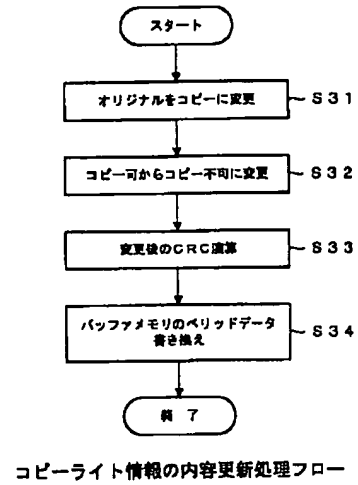 スタート
オリジナルをコピーに変更
S31
コピー可からコピー不可に変更
S32
変更後のCRC演算
S33
バッファメモリのベリッドデータ
書き換え
S34
終了
コピーライト情報の内容更新処理フロー